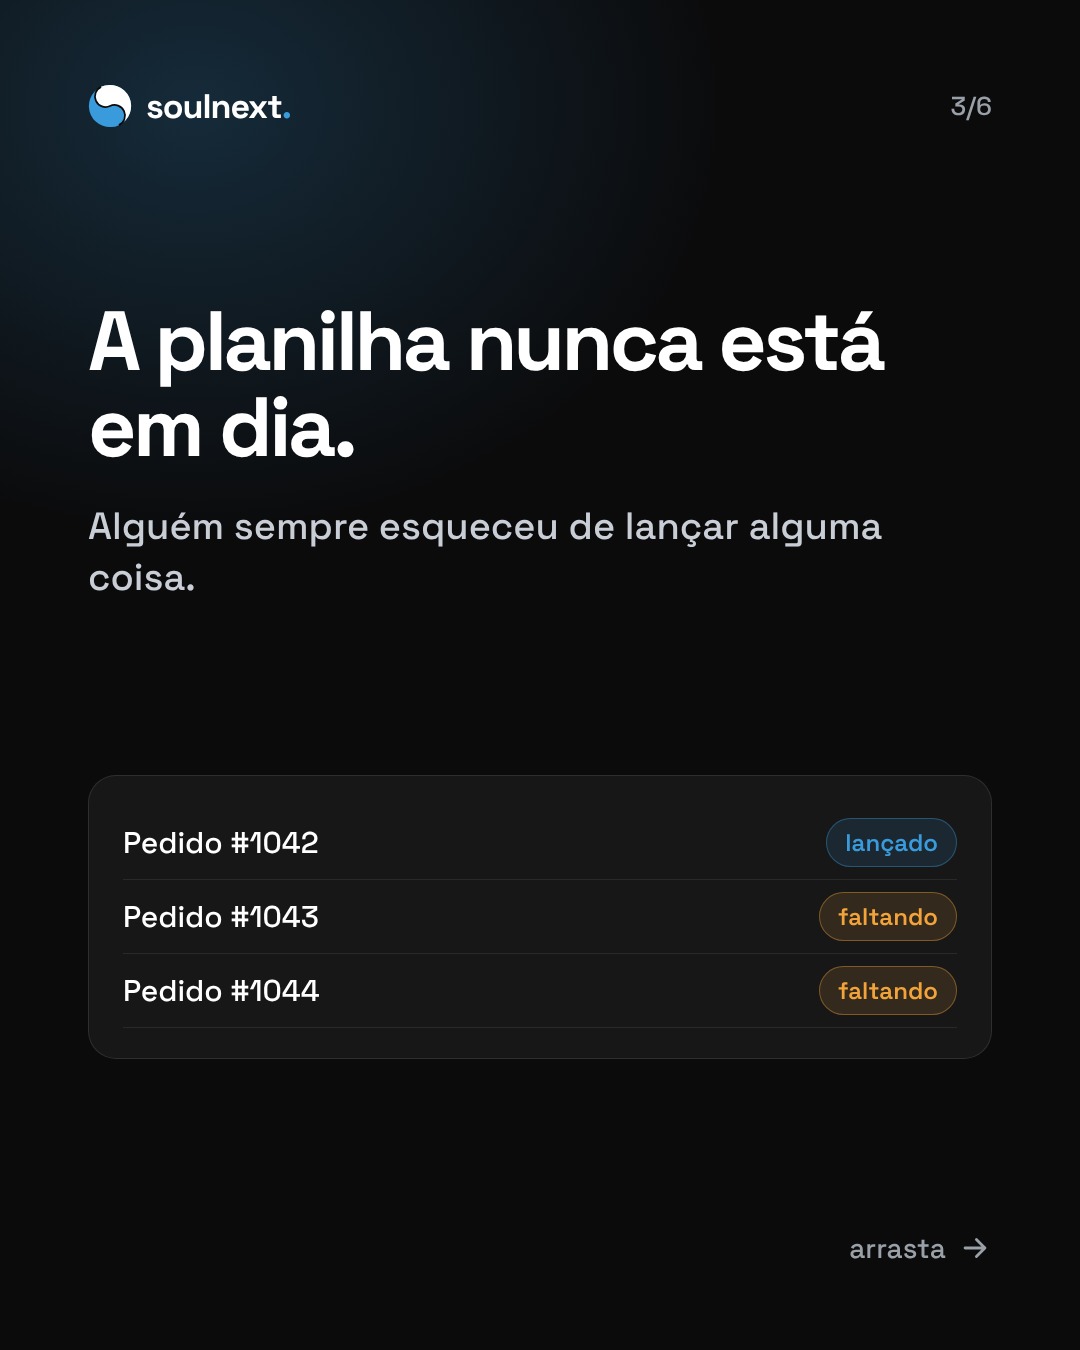 soulnext.
3/6
A planilha nunca está
em dia.
Alguém sempre esqueceu de lançar alguma
coisa.
Pedido #1042 lançado
Pedido #1043 faltando
Pedido #1044 faltando
arrasta →